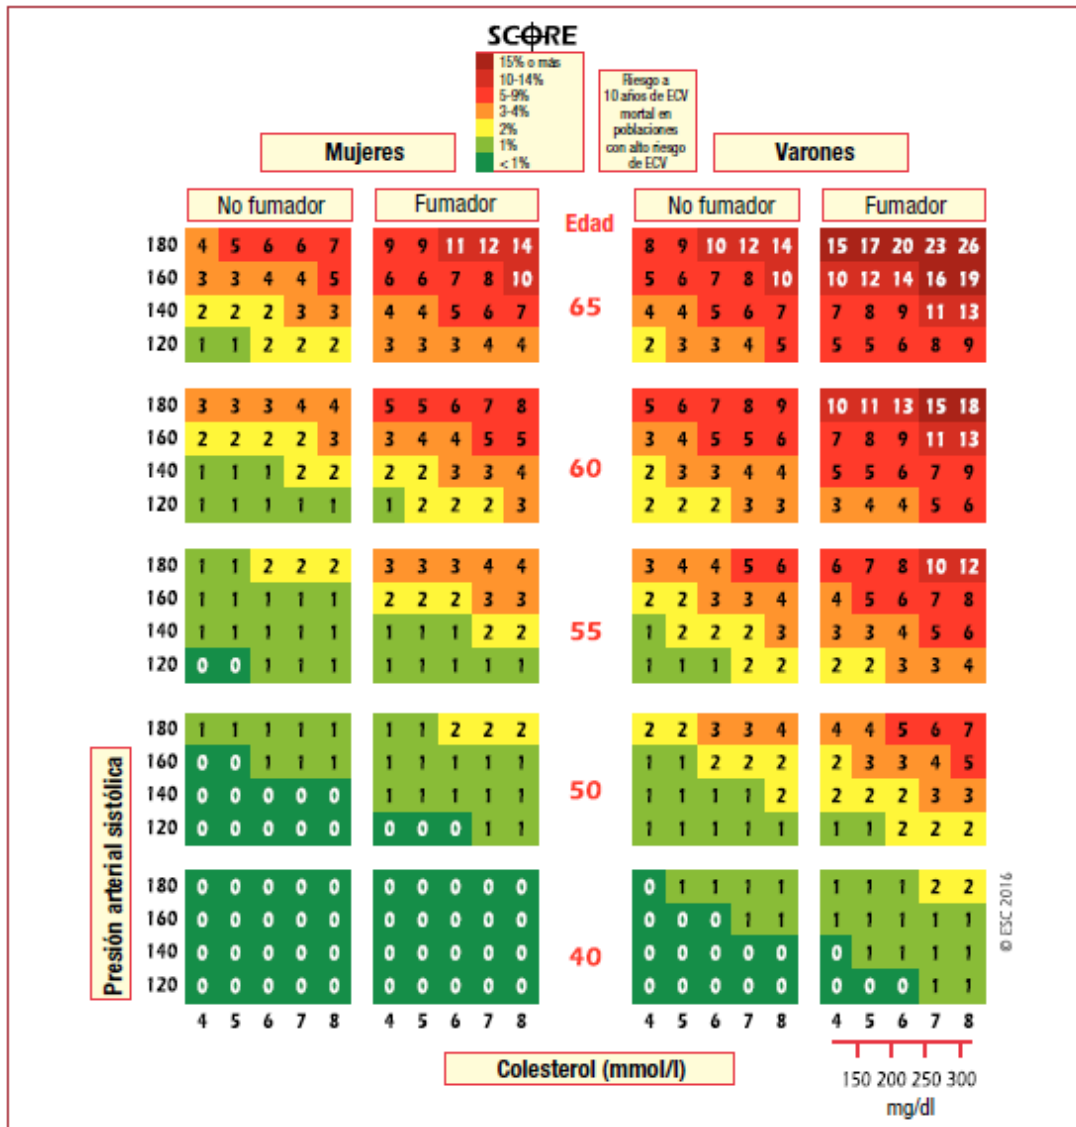 SCORE
15% o más
10-14%
5-9%
3-4%
2%
1%
< 1%
Riesgo a
10 años de ECV
mortal en
poblaciones
con alto riesgo
de ECV
Mujeres
Varones
No fumador
Fumador
Edad
No fumador
Fumador
180 4 5 6 6 7 9 9 11 12 14 8 9 10 12 14 15 17 20 23 26
160 3 3 4 4 5 6 6 7 8 10 5 6 7 8 10 10 12 14 16 19
65
140 2 2 2 3 3 4 4 5 6 7 4 4 5 6 7 7 8 9 11 13
120 1 1 2 2 2 3 3 3 4 4 2 3 3 4 5 5 5 6 8 9
180 3 3 3 4 4 5 5 6 7 8 5 6 7 8 9 10 11 13 15 18
160 2 2 2 2 3 3 4 4 5 5 3 4 5 5 6 7 8 9 11 13
60
140 1 1 1 2 2 2 2 3 3 4 2 3 3 4 4 5 5 6 7 9
120 1 1 1 1 1 1 2 2 2 3 2 2 2 3 3 3 4 4 5 6
180 1 1 2 2 2 3 3 3 4 4 3 4 4 5 6 6 7 8 10 12
160 1 1 1 1 1 2 2 2 3 3 2 2 3 3 4 4 5 6 7 8
55
140 1 1 1 1 1 1 1 1 2 2 1 2 2 2 3 3 3 4 5 6
120 0 0 1 1 1 1 1 1 1 1 1 1 1 2 2 2 2 3 3 4
180 1 1 1 1 1 1 1 2 2 2 2 2 3 3 4 4 4 5 6 7
160 0 0 1 1 1 1 1 1 1 1 1 1 2 2 2 2 3 3 4 5
50
140 0 0 0 0 0 1 1 1 1 1 1 1 1 1 2 2 2 2 3 3
120 0 0 0 0 0 0 0 0 1 1 1 1 1 1 1 1 1 2 2 2
180 0 0 0 0 0 0 0 0 0 0 0 1 1 1 1 1 1 1 2 2
160 0 0 0 0 0 0 0 0 0 0 0 0 0 1 1 1 1 1 1 1
40
140 0 0 0 0 0 0 0 0 0 0 0 0 0 0 0 0 1 1 1 1
120 0 0 0 0 0 0 0 0 0 0 0 0 0 0 0 0 0 0 1 1
4 5 6 7 8 4 5 6 7 8 4 5 6 7 8 4 5 6 7 8
Presión arterial sistólica
Colesterol (mmol/l)
150 200 250 300
mg/dl
© ESC 2016